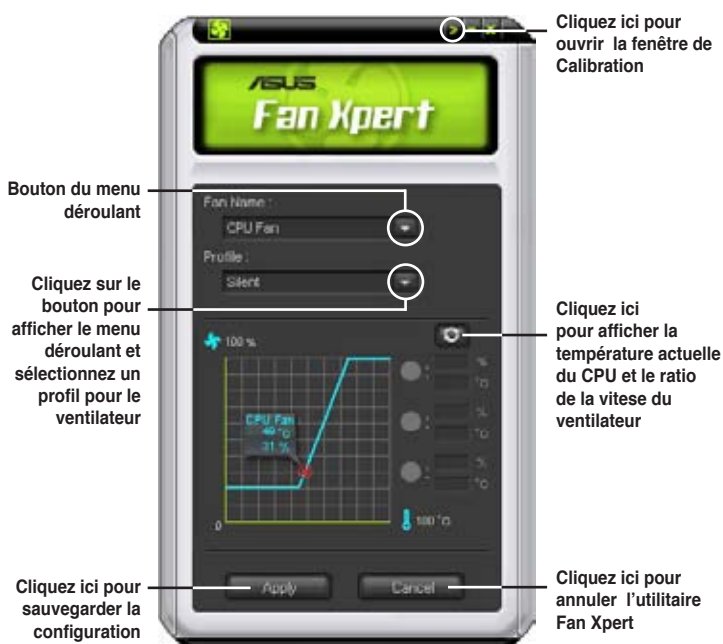 Cliquez ici pour
ouvrir la fenêtre de
Calibration
ASUS
Fan Xpert
Bouton du menu
déroulant
Fan Name :
CPU Fan
Profile :
Silent
Cliquez sur le
bouton pour
afficher le menu
déroulant et
sélectionnez un
profil pour le
ventilateur
Cliquez ici
pour afficher la
température actuelle
du CPU et le ratio
de la vitese du
ventilateur
100 %
% 
°C
CPU Fan
°C
31 %
%
°C
%
°C
0
100 °C
Apply
Cancel
Cliquez ici pour
sauvegarder la
configuration
Cliquez ici pour
annuler l'utilitaire
Fan Xpert